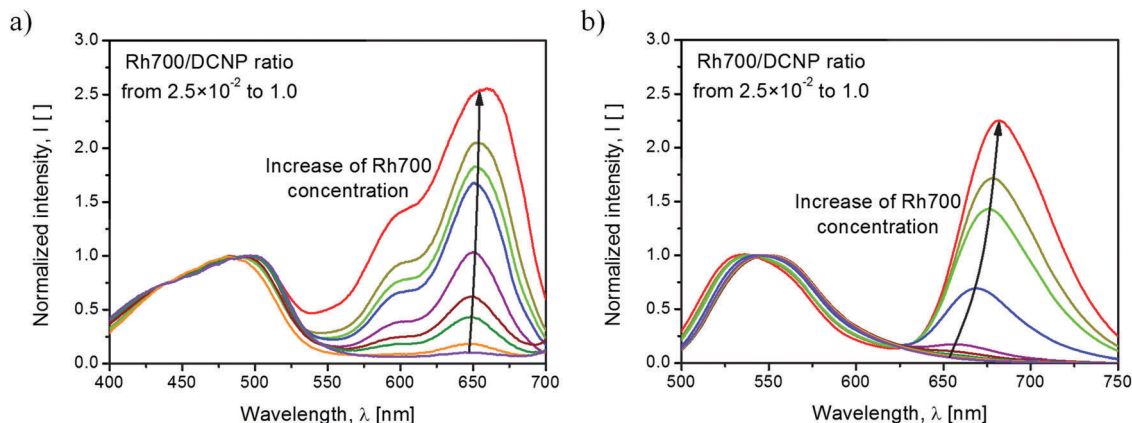 a)
3.0
2.5
2.0
1.5
1.0
0.5
0.0
Normalized intensity, I [ ]
Rh700/DCNP ratio
from 2.5×10⁻² to 1.0
Increase of Rh700
concentration
400 450 500 550 600 650 700
Wavelength, λ [nm]
b)
3.0
2.5
2.0
1.5
1.0
0.5
0.0
Normalized intensity, I [ ]
Rh700/DCNP ratio
from 2.5×10⁻² to 1.0
Increase of Rh700
concentration
500 550 600 650 700 750
Wavelength, λ [nm]